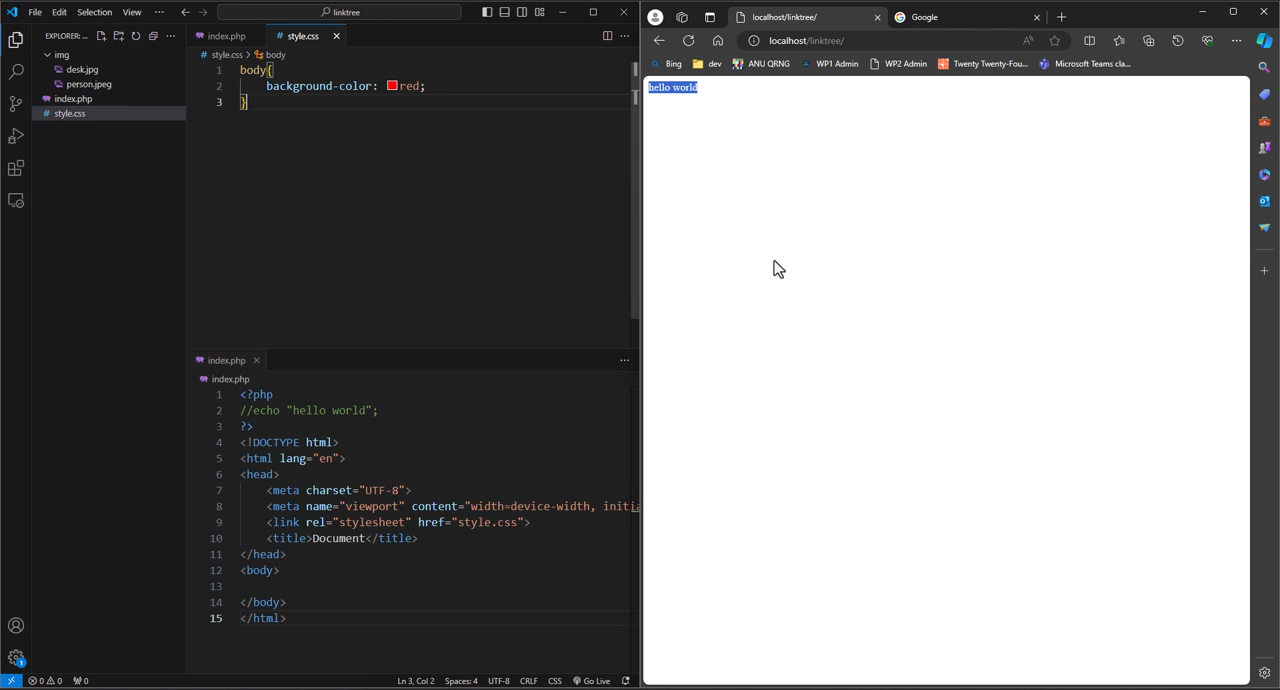 File Edit Selection View ··· linktree
EXPLORER: ...
img
desk.jpg
person.jpeg
index.php
# style.css
index.php # style.css
# style.css > body
1 body{
2 background-color: red;
3 }
index.php
index.php
1 <?php
2 //echo "hello world";
3 ?>
4 <!DOCTYPE html>
5 <html lang="en">
6 <head>
7 <meta charset="UTF-8">
8 <meta name="viewport" content="width=device-width, initia
9 <link rel="stylesheet" href="style.css">
10 <title>Document</title>
11 </head>
12 <body>
13
14 </body>
15 </html>
1
0 0 0 Ln 3, Col 2 Spaces: 4 UTF-8 CRLF CSS Go Live
localhost/linktree/ Google
localhost/linktree/
Bing dev ANU QRNG WP1 Admin WP2 Admin Twenty Twenty-Fou... Microsoft Teams cla...
hello world